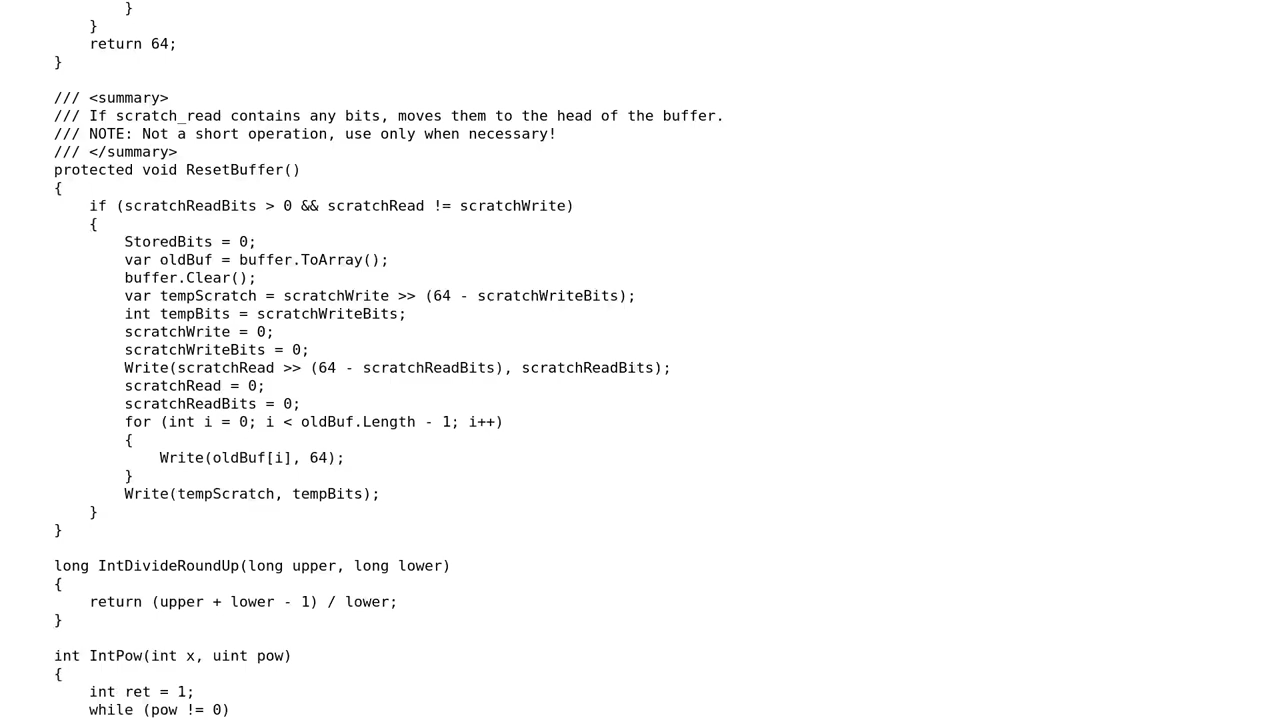 }
    }
    return 64;
}

/// <summary>
/// If scratch_read contains any bits, moves them to the head of the buffer.
/// NOTE: Not a short operation, use only when necessary!
/// </summary>
protected void ResetBuffer()
{
    if (scratchReadBits > 0 && scratchRead != scratchWrite)
    {
        StoredBits = 0;
        var oldBuf = buffer.ToArray();
        buffer.Clear();
        var tempScratch = scratchWrite >> (64 - scratchWriteBits);
        int tempBits = scratchWriteBits;
        scratchWrite = 0;
        scratchWriteBits = 0;
        Write(scratchRead >> (64 - scratchReadBits), scratchReadBits);
        scratchRead = 0;
        scratchReadBits = 0;
        for (int i = 0; i < oldBuf.Length - 1; i++)
        {
            Write(oldBuf[i], 64);
        }
        Write(tempScratch, tempBits);
    }
}

long IntDivideRoundUp(long upper, long lower)
{
    return (upper + lower - 1) / lower;
}

int IntPow(int x, uint pow)
{
    int ret = 1;
    while (pow != 0)